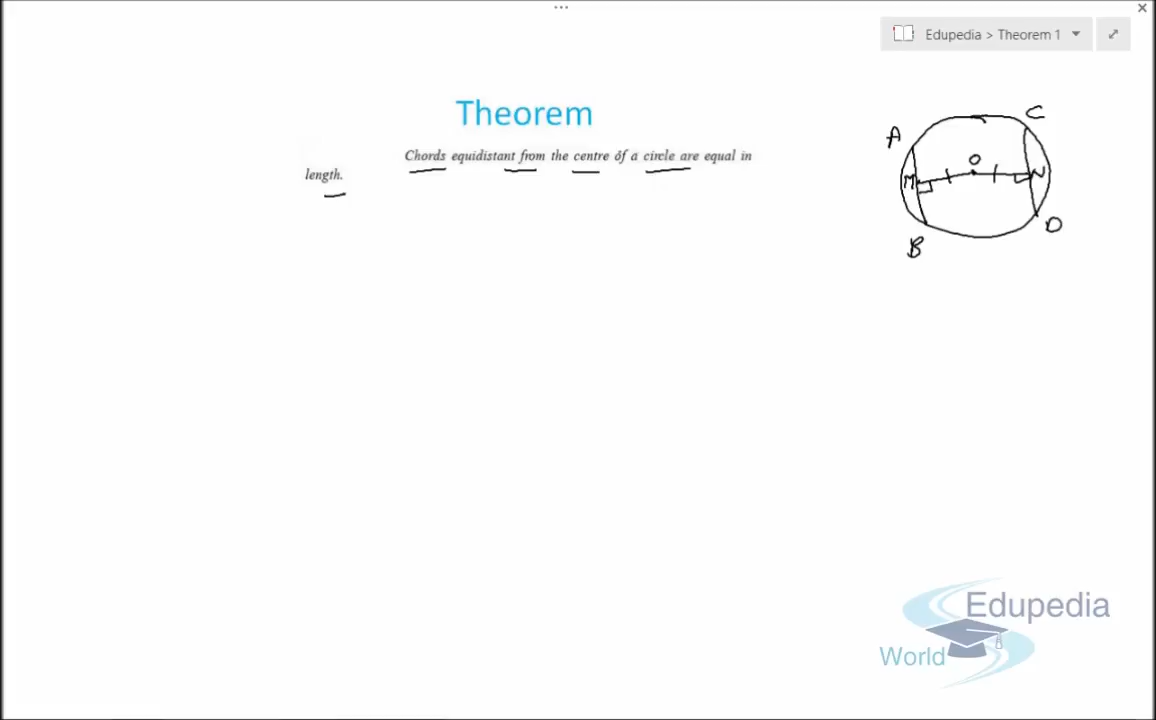 Edupedia > Theorem 1
Theorem
Chords equidistant from the centre of a circle are equal in
length.
A
C
O
M
N
B
D
Edupedia
World